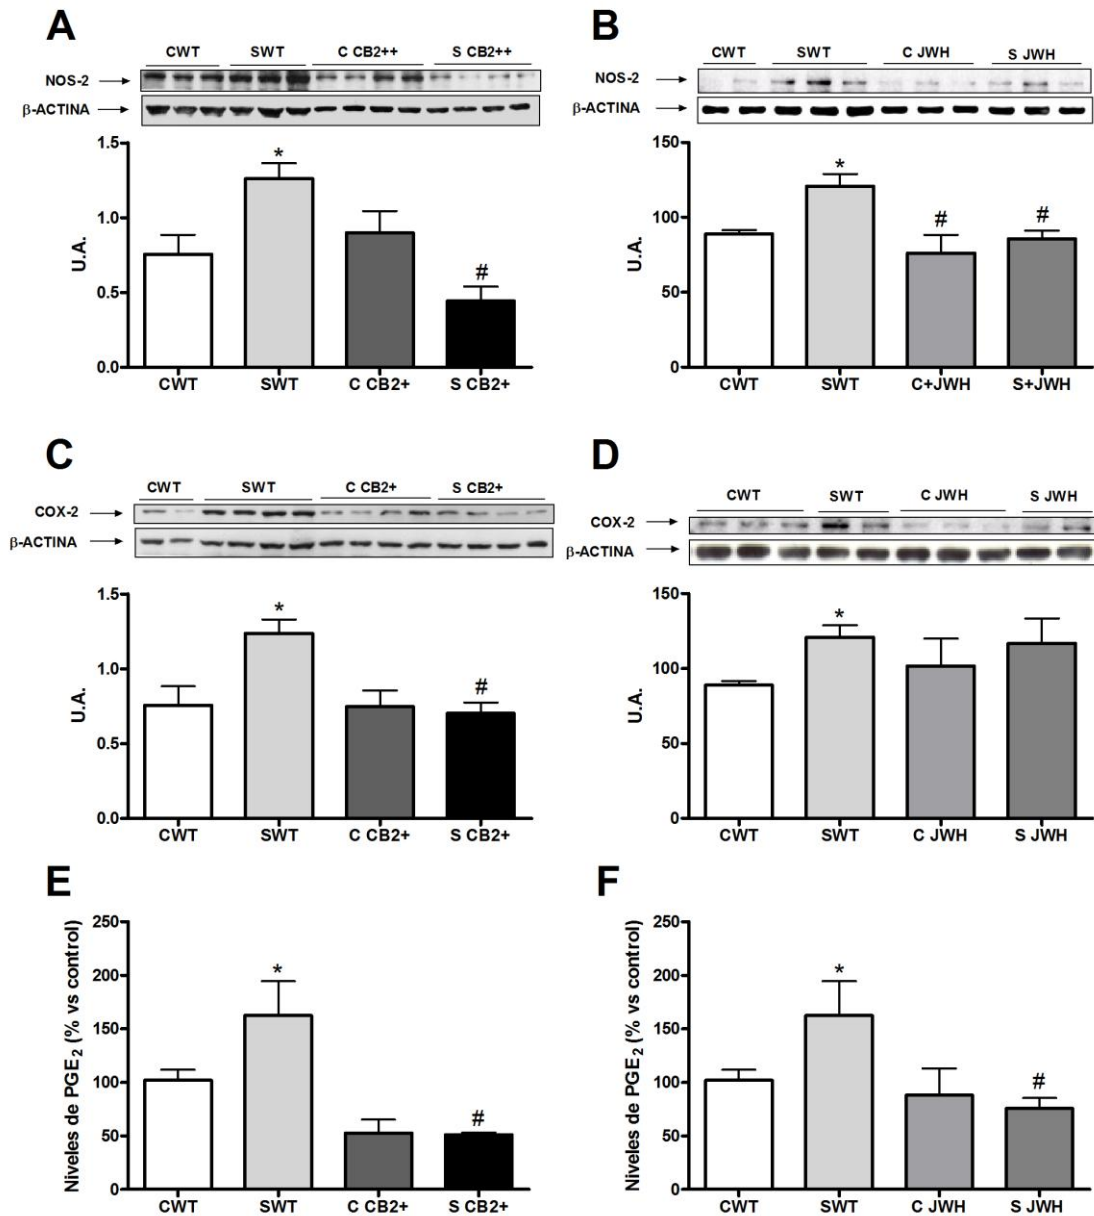 A
CWT SWT C CB2++ S CB2++
NOS-2
β-ACTINA
1.5
1.0
0.5
0.0
U.A.
*
#
CWT SWT C CB2+ S CB2+
B
CWT SWT C JWH S JWH
NOS-2
β-ACTINA
150
100
50
0
U.A.
*
# #
CWT SWT C+JWH S+JWH
C
CWT SWT C CB2+ S CB2+
COX-2
β-ACTINA
1.5
1.0
0.5
0.0
U.A.
*
#
CWT SWT C CB2+ S CB2+
D
CWT SWT C JWH S JWH
COX-2
β-ACTINA
150
100
50
0
U.A.
*
CWT SWT C JWH S JWH
E
Niveles de PGE2 (% vs control)
250
200
150
100
50
0
*
#
CWT SWT C CB2+ S CB2+
F
Niveles de PGE2 (% vs control)
250
200
150
100
50
0
*
#
CWT SWT C JWH S JWH